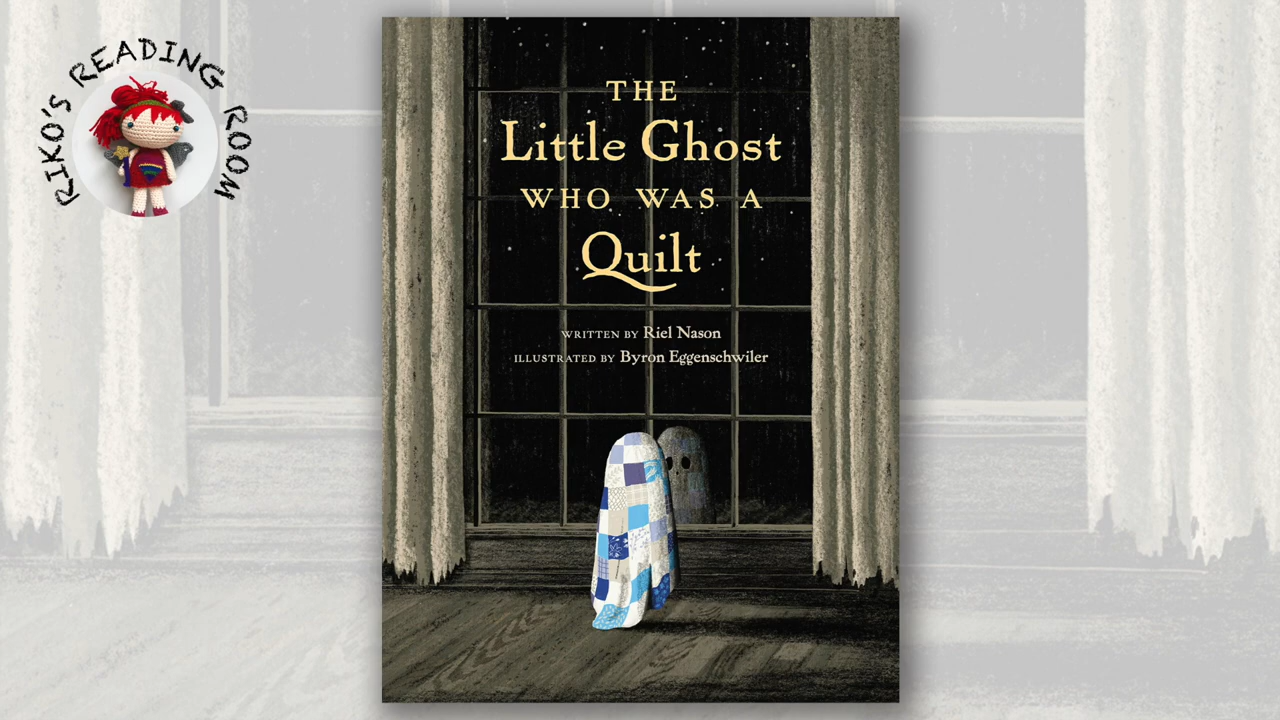 RIKO'S READING ROOM
THE
Little Ghost
WHO WAS A
Quilt
WRITTEN BY Riel Nason
ILLUSTRATED BY Byron Eggenschwiler